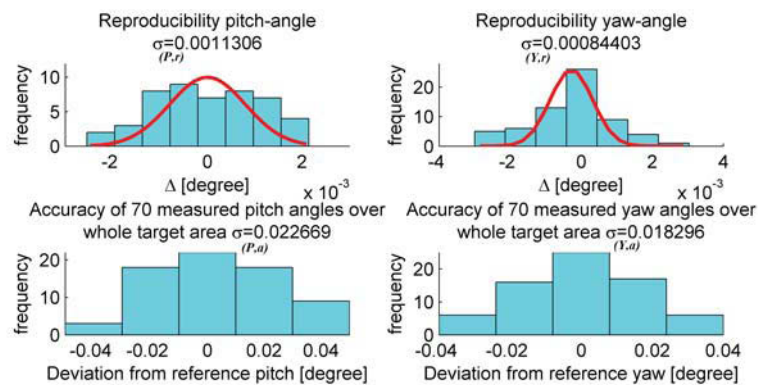 Reproducibility pitch-angle
σ=0.0011306
(P,r)
frequency
10
5
0
-2
0
2
Δ [degree]
x 10⁻³
Reproducibility yaw-angle
σ=0.00084403
(Y,r)
frequency
20
10
0
-4
-2
0
2
4
Δ [degree]
x 10⁻³
Accuracy of 70 measured pitch angles over
whole target area σ=0.022669
(P,a)
frequency
20
10
0
-0.04
-0.02
0
0.02
0.04
Deviation from reference pitch [degree]
Accuracy of 70 measured yaw angles over
whole target area σ=0.018296
(Y,a)
frequency
20
10
0
-0.04
-0.02
0
0.02
0.04
Deviation from reference yaw [degree]